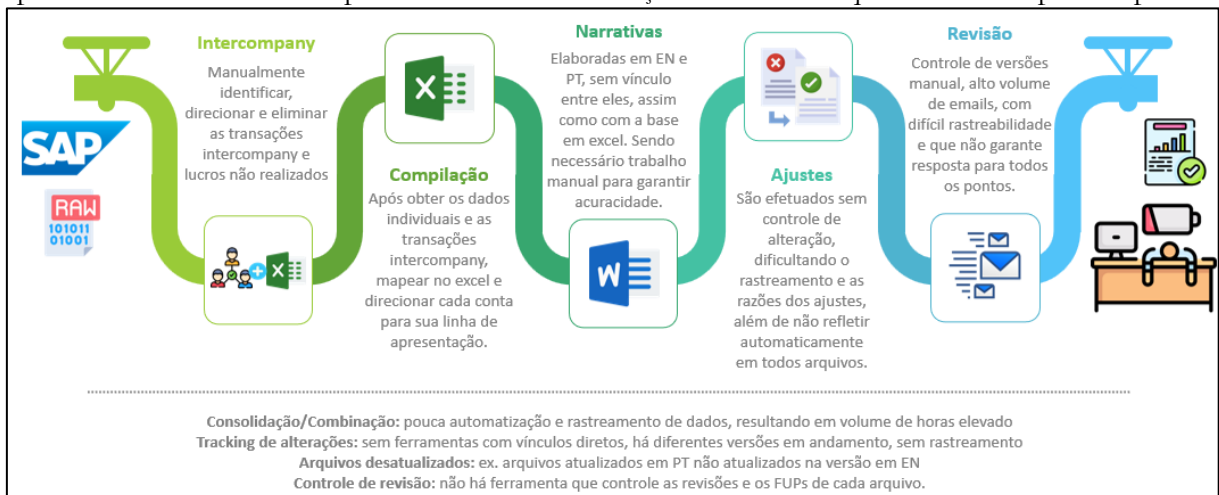 Intercompany
Manualmente
identificar,
direcionar e eliminar
as transações
intercompany e
lucros não realizados
SAP
RAW
101011
01001
X
Compilação
Após obter os dados
individuais e as
transações
intercompany,
mapear no excel e
direcionar cada conta
para sua linha de
apresentação.
X
Narrativas
Elaboradas em EN e
PT, sem vínculo
entre eles, assim
como com a base
em excel. Sendo
necessário trabalho
manual para garantir
acuracidade.
W
Ajustes
São efetuados sem
controle de
alteração,
dificultando o
rastreamento e as
razões dos ajustes,
além de não refletir
automaticamente
em todos arquivos.
Revisão
Controle de versões
manual, alto volume
de emails, com
difícil rastreabilidade
e que não garante
resposta para todos
os pontos.
Consolidação/Combinação: pouca automatização e rastreamento de dados, resultando em volume de horas elevado
Tracking de alterações: sem ferramentas com vínculos diretos, há diferentes versões em andamento, sem rastreamento
Arquivos desatualizados: ex. arquivos atualizados em PT não atualizados na versão em EN
Controle de revisão: não há ferramenta que controle as revisões e os FUPs de cada arquivo.